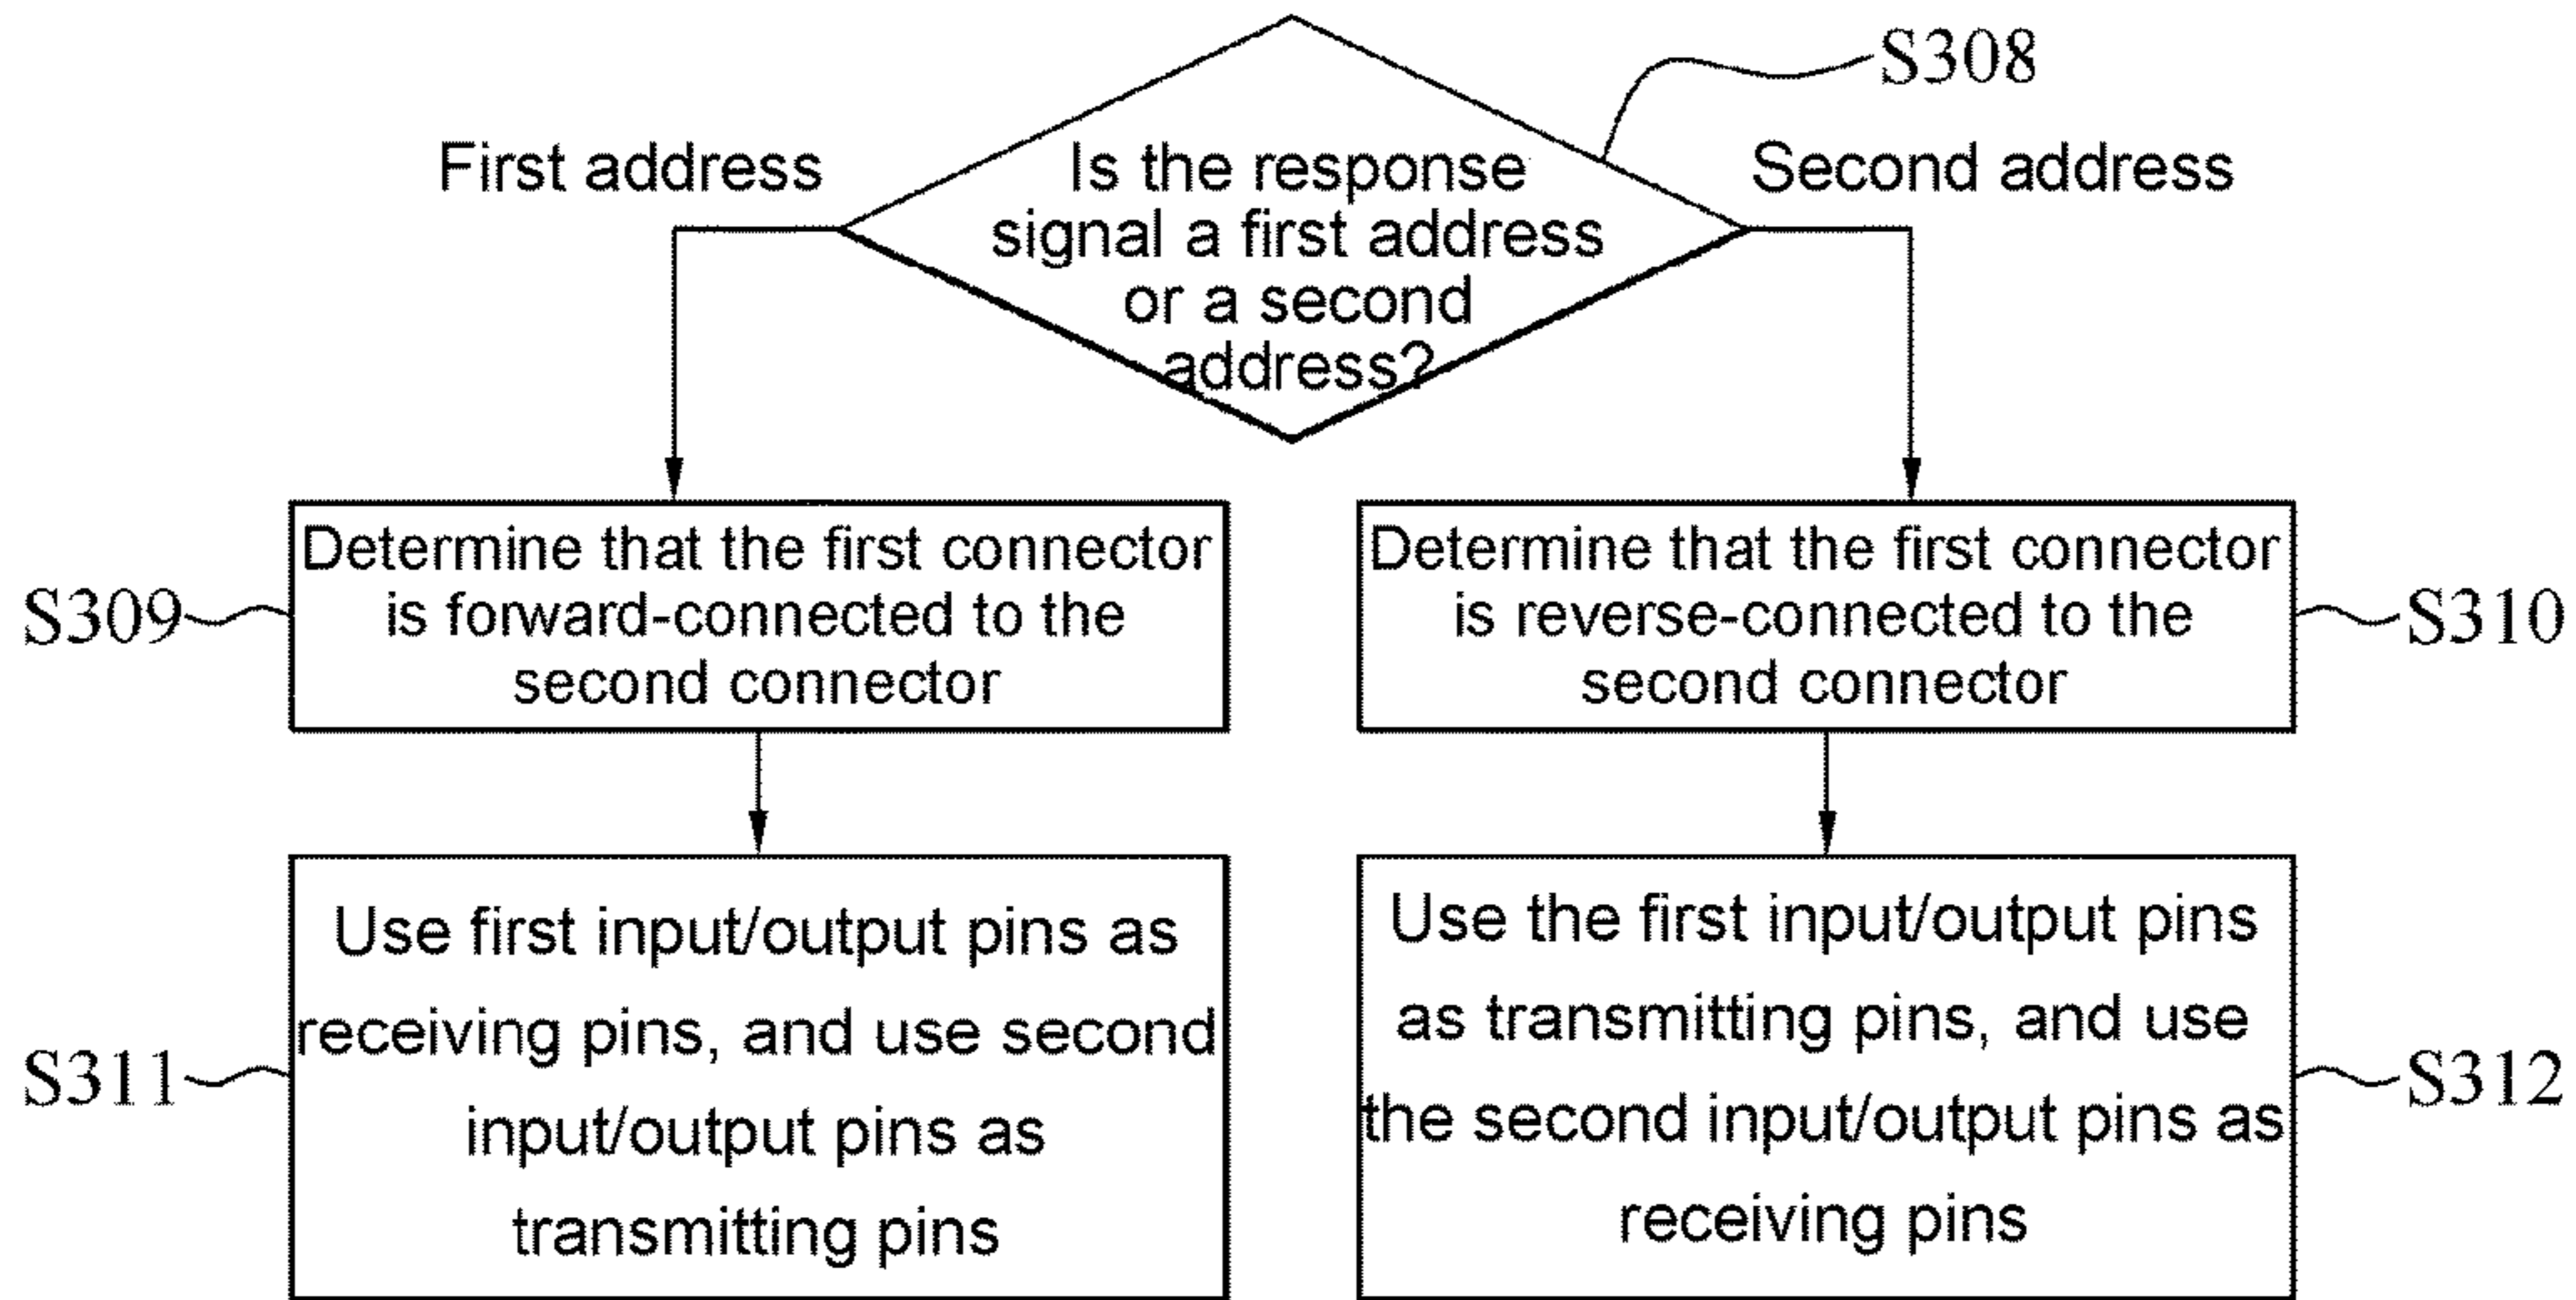 S308
First address
Is the response
signal a first address
or a second
address?
Second address
Determine that the first connector
is forward-connected to the
second connector
S309
Determine that the first connector
is reverse-connected to the
second connector
S310
Use first input/output pins as
receiving pins, and use second
input/output pins as
transmitting pins
S311
Use the first input/output pins
as transmitting pins, and use
the second input/output pins as
receiving pins
S312